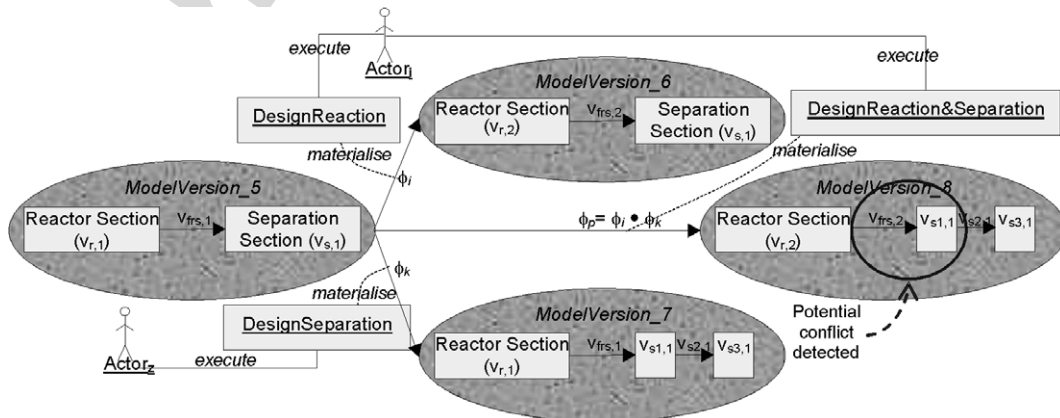 execute
Actorj
execute
ModelVersion_6
DesignReaction
Reactor Section
(vr,2)
vfrs,2
Separation
Section (vs,1)
DesignReaction&Separation
materialise
ϕi
materialise
ModelVersion_5
Reactor Section
(vr,1)
vfrs,1
Separation
Section (vs,1)
ϕp= ϕi • ϕk
ModelVersion_8
Reactor Section
(vr,2)
vfrs,2
vs1,1
vs2,1
vs3,1
ϕk
materialise
DesignSeparation
Actorz
execute
ModelVersion_7
Reactor Section
(vr,1)
vfrs,1
vs1,1
vs2,1
vs3,1
Potential
conflict
detected